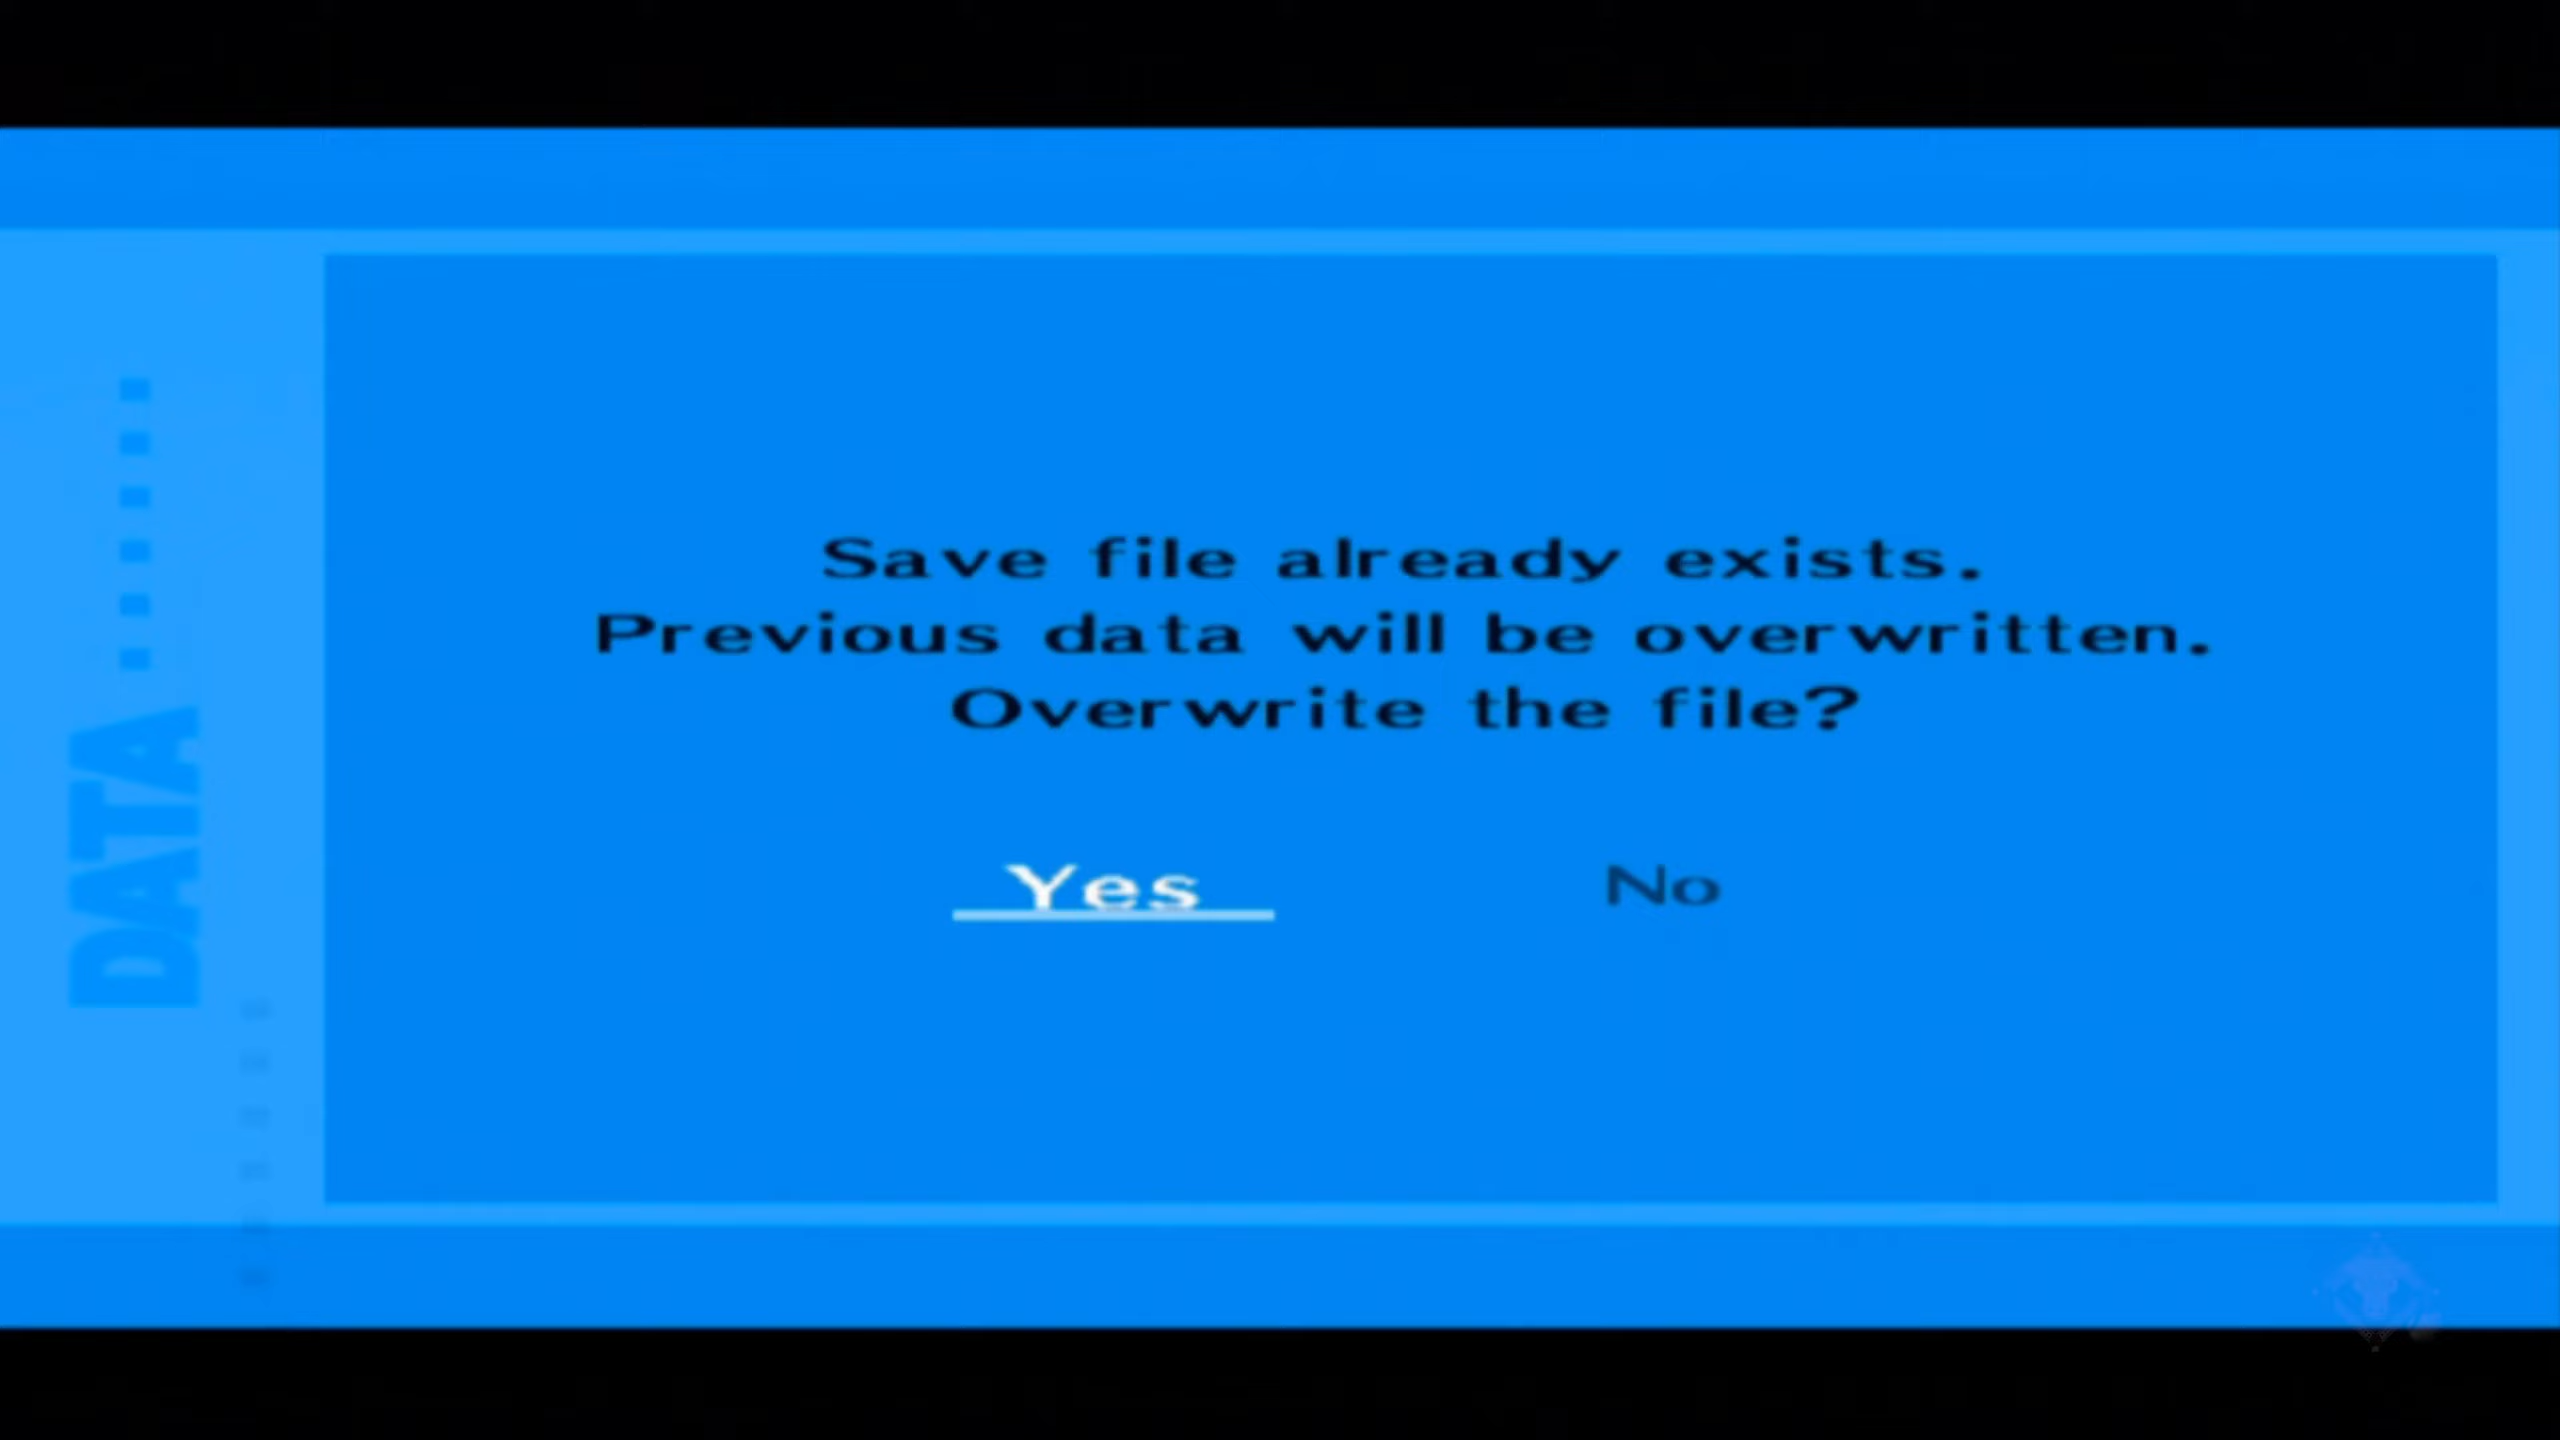 Save file already exists.
Previous data will be overwritten.
Overwrite the file?
Yes No
DATA